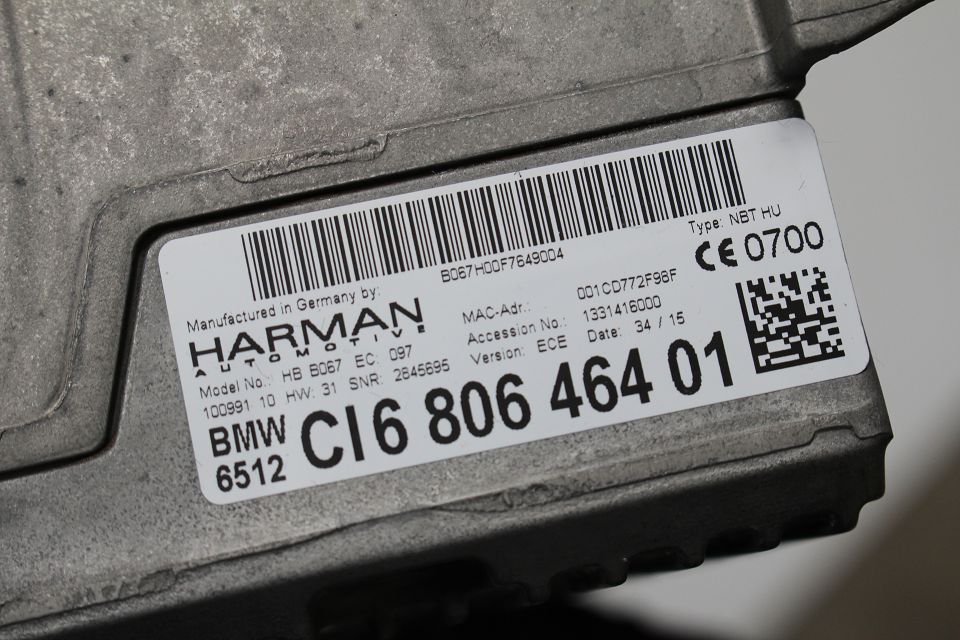 B067H00F7649004
Type: NBT HU
CE 0700
Manufactured in Germany by:
HARMAN
AUTOMOTIVE
MAC-Adr.: 001CD772F98F
Accession No.: 1331416000
Version: ECE Date: 34 / 15
Model No.: HB B067 EC: 097
100991 10 HW: 31 SNR: 2845695
BMW
6512
CI6 806 464 01